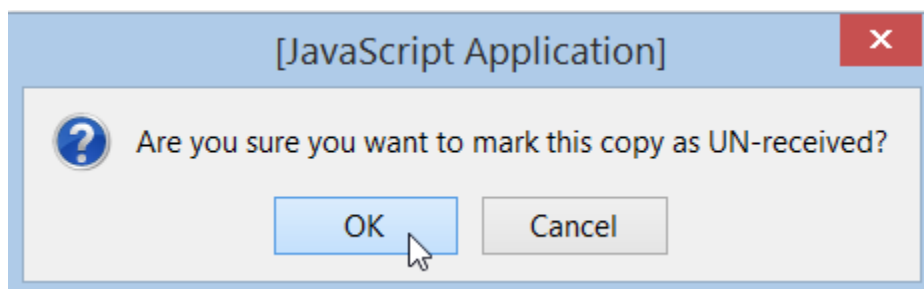 [JavaScript Application]
Are you sure you want to mark this copy as UN-received?
OK Cancel